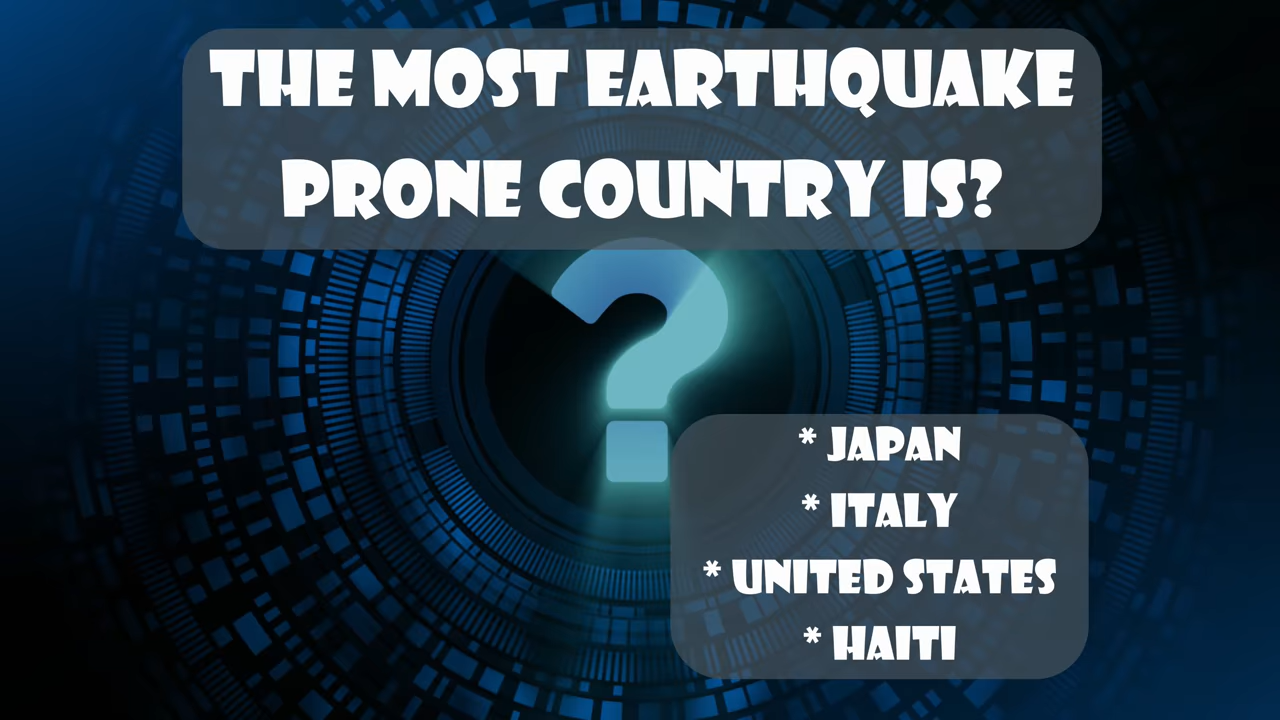 THE MOST EARTHQUAKE
PRONE COUNTRY IS?
* JAPAN
* ITALY
* UNITED STATES
* HAITI